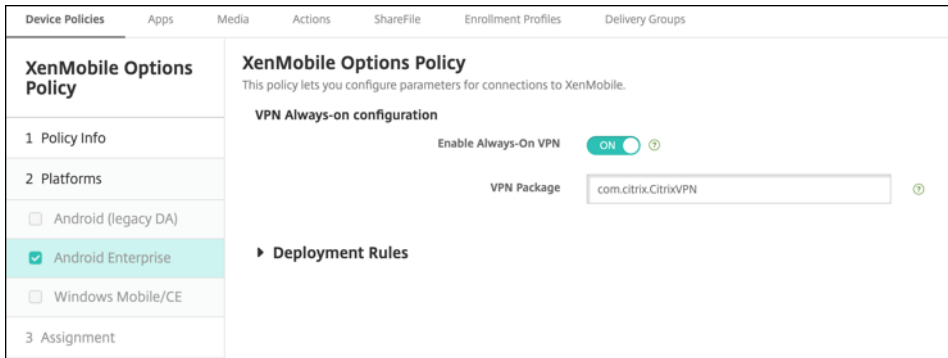 Device Policies Apps Media Actions ShareFile Enrollment Profiles Delivery Groups
XenMobile Options
Policy
1 Policy Info
2 Platforms
Android (legacy DA)
Android Enterprise
Windows Mobile/CE
3 Assignment
XenMobile Options Policy
This policy lets you configure parameters for connections to XenMobile.
VPN Always-on configuration
Enable Always-On VPN ON ?
VPN Package com.citrix.CitrixVPN ?
Deployment Rules